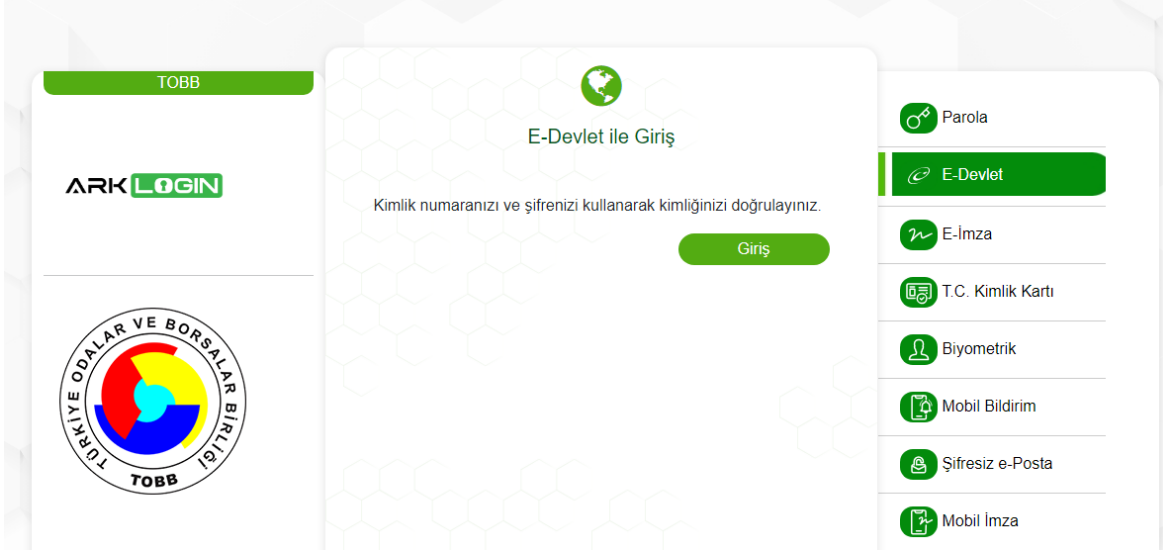 TOBB
ARK LOGIN
TÜRKİYE ODALAR VE BORSALAR BİRLİĞİ
TOBB
E-Devlet ile Giriş
Kimlik numaranızı ve şifrenizi kullanarak kimliğinizi doğrulayınız.
Giriş
Parola
E-Devlet
E-İmza
T.C. Kimlik Kartı
Biyometrik
Mobil Bildirim
Şifresiz e-Posta
Mobil İmza